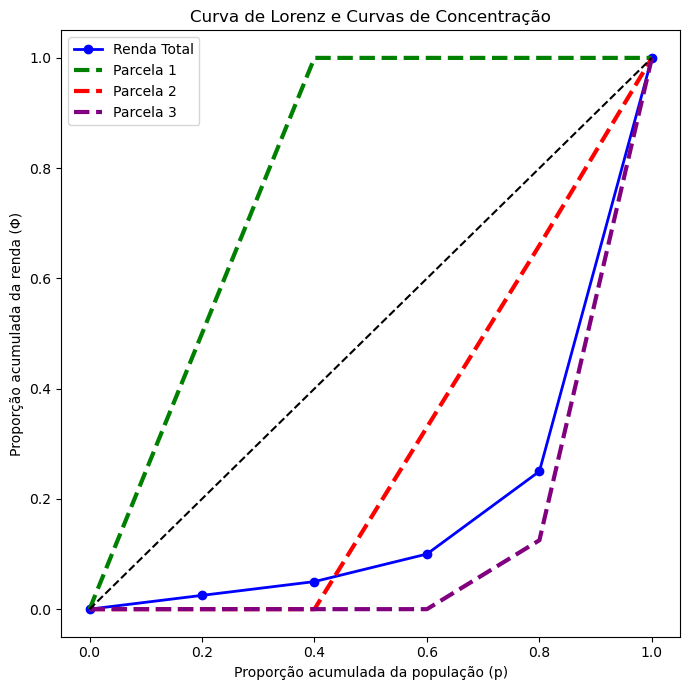 Curva de Lorenz e Curvas de Concentração
Renda Total
Parcela 1
Parcela 2
Parcela 3
Proporção acumulada da renda (Φ)
1.0
0.8
0.6
0.4
0.2
0.0
0.0 0.2 0.4 0.6 0.8 1.0
Proporção acumulada da população (p)